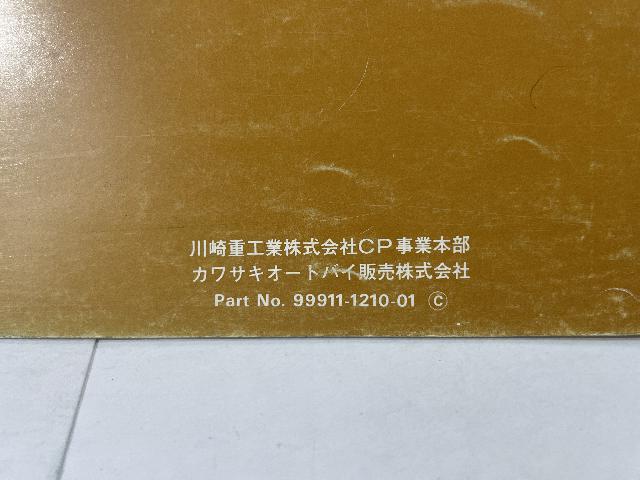 川崎重工業株式会社CP事業本部
カワサキオートバイ販売株式会社
Part No. 99911-1210-01 ©